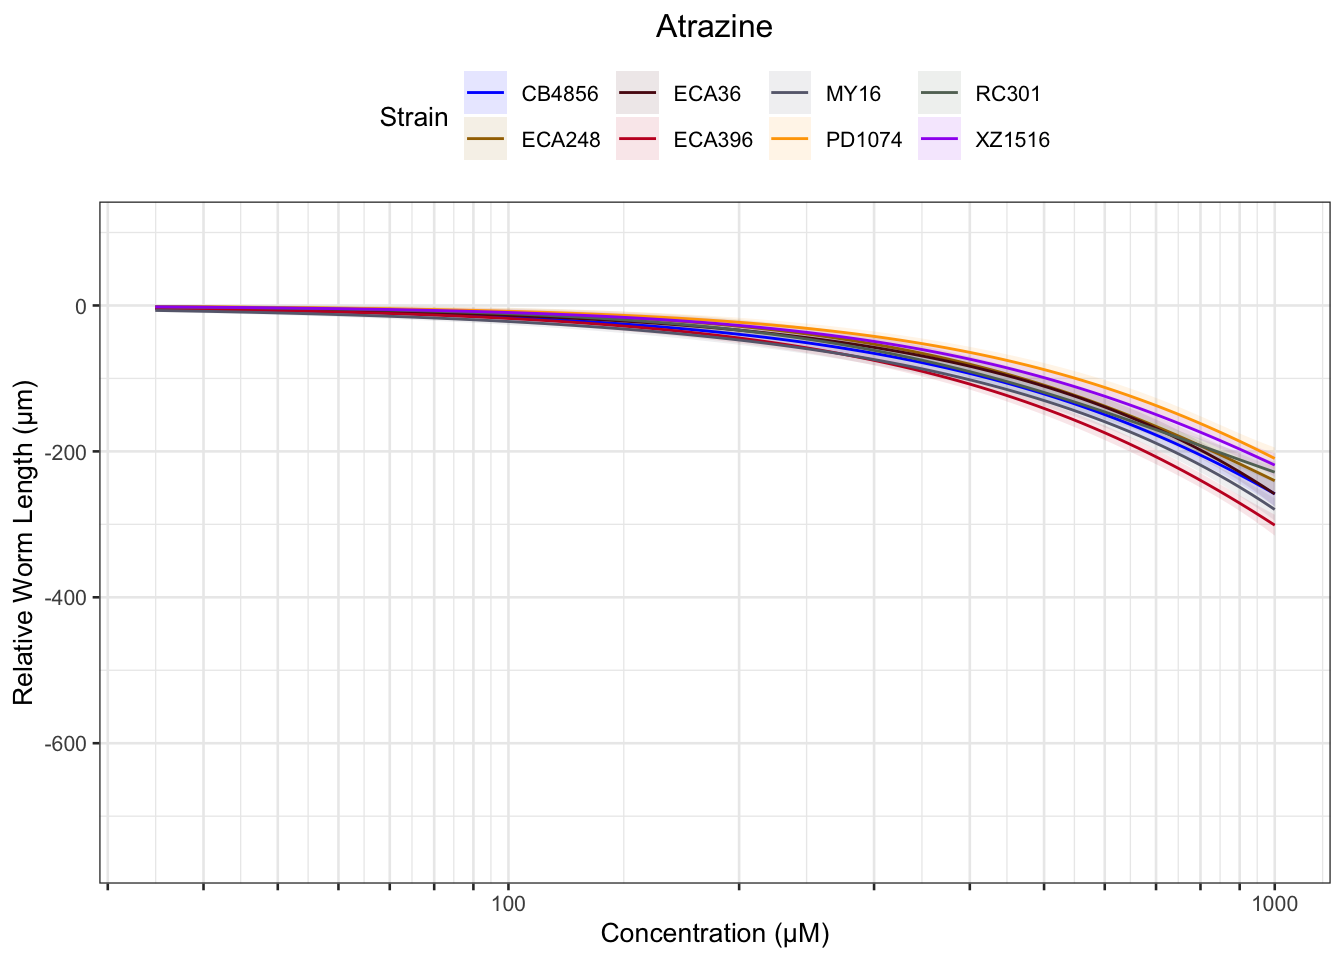 Atrazine
Strain
CB4856 ECA36 MY16 RC301
ECA248 ECA396 PD1074 XZ1516
Relative Worm Length (µm)
0
-200
-400
-600
100 1000
Concentration (µM)